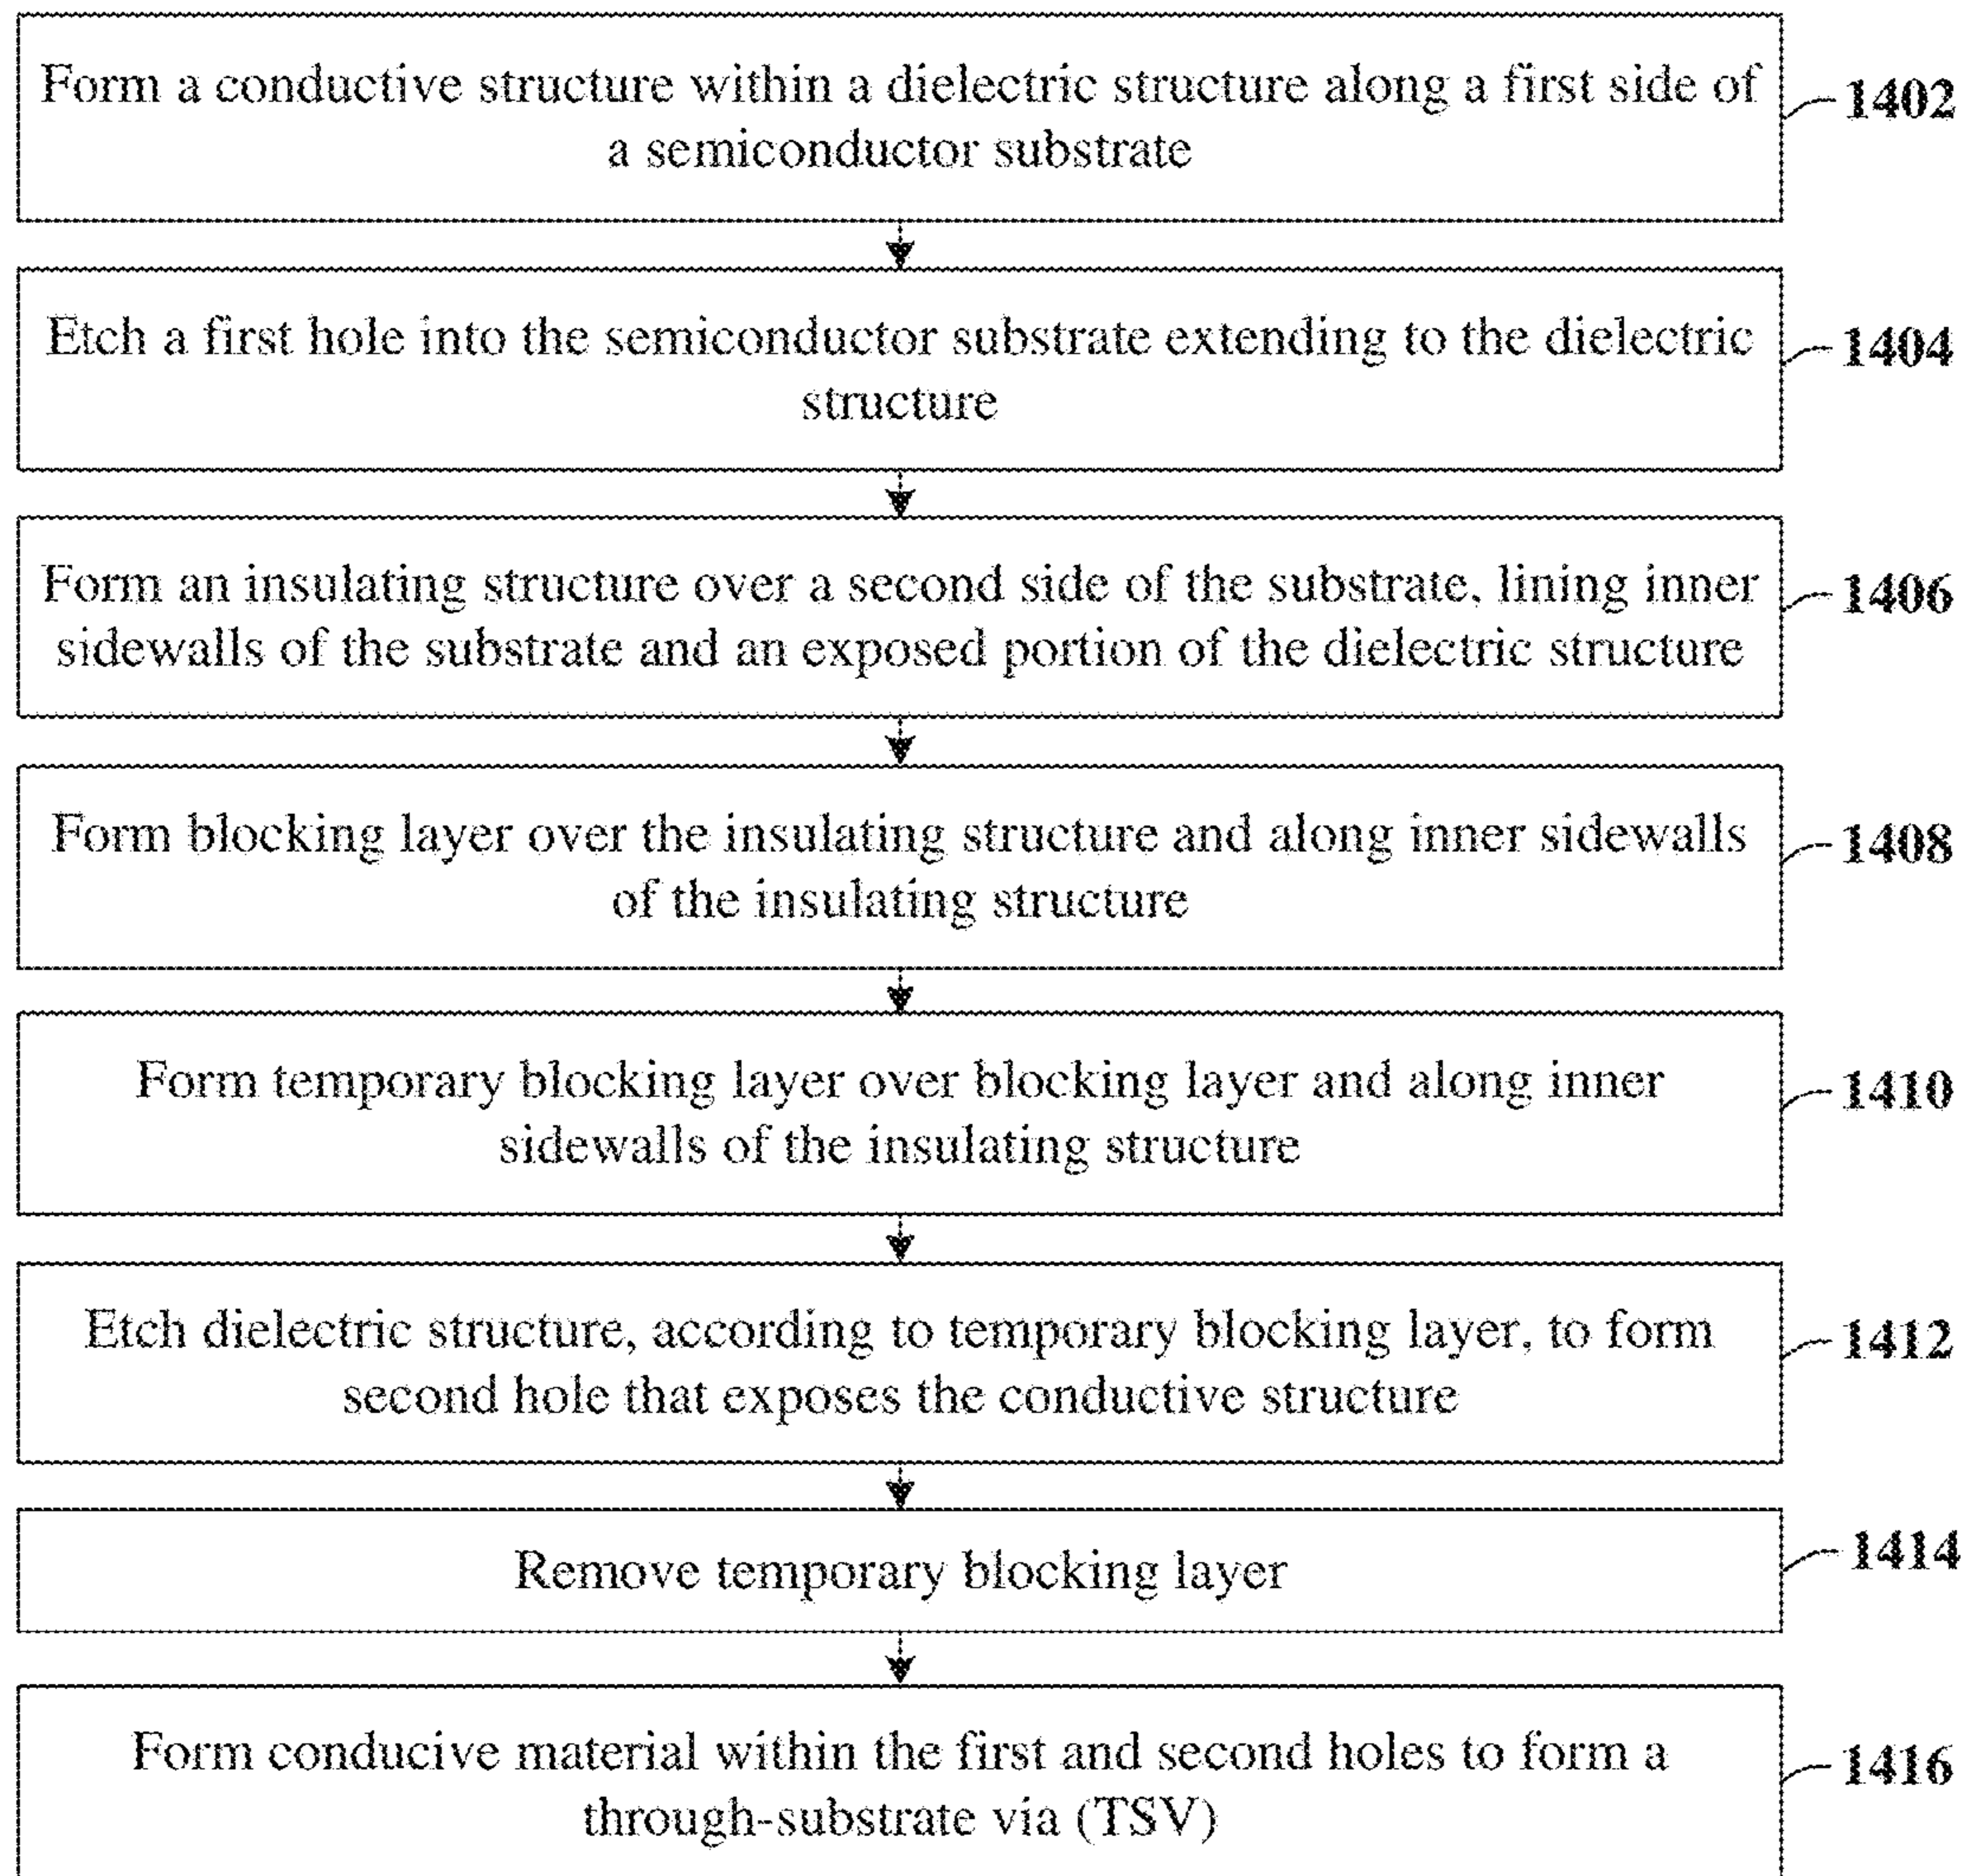 Form a conductive structure within a dielectric structure along a first side of
a semiconductor substrate
1402
Etch a first hole into the semiconductor substrate extending to the dielectric
structure
1404
Form an insulating structure over a second side of the substrate, lining inner
sidewalls of the substrate and an exposed portion of the dielectric structure
1406
Form blocking layer over the insulating structure and along inner sidewalls
of the insulating structure
1408
Form temporary blocking layer over blocking layer and along inner
sidewalls of the insulating structure
1410
Etch dielectric structure, according to temporary blocking layer, to form
second hole that exposes the conductive structure
1412
Remove temporary blocking layer
1414
Form conducive material within the first and second holes to form a
through-substrate via (TSV)
1416